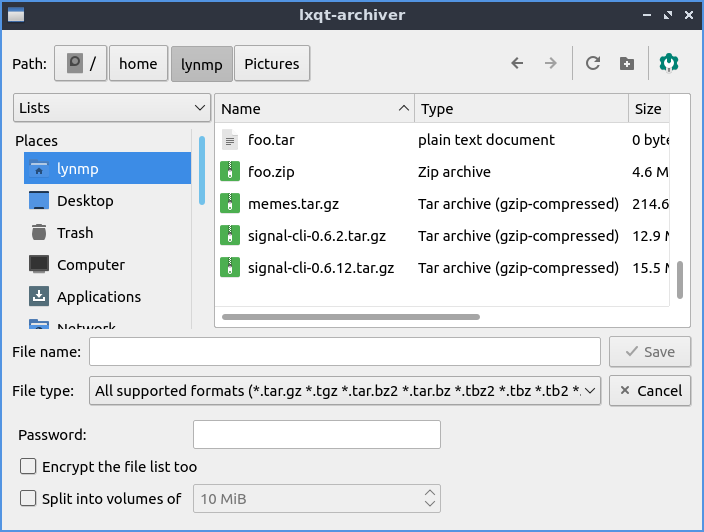 lxqt-archiver
Path: / home lynmp Pictures
Lists
Places
lynmp
Desktop
Trash
Computer
Applications
Network
Name Type Size
foo.tar plain text document 0 byte
foo.zip Zip archive 4.6 M
memes.tar.gz Tar archive (gzip-compressed) 214.6
signal-cli-0.6.2.tar.gz Tar archive (gzip-compressed) 12.9 M
signal-cli-0.6.12.tar.gz Tar archive (gzip-compressed) 15.5 M
File name: Save
File type: All supported formats (*.tar.gz *.tgz *.tar.bz2 *.tar.bz *.tbz2 *.tbz *.tb2 *. Cancel
Password:
Encrypt the file list too
Split into volumes of 10 MiB